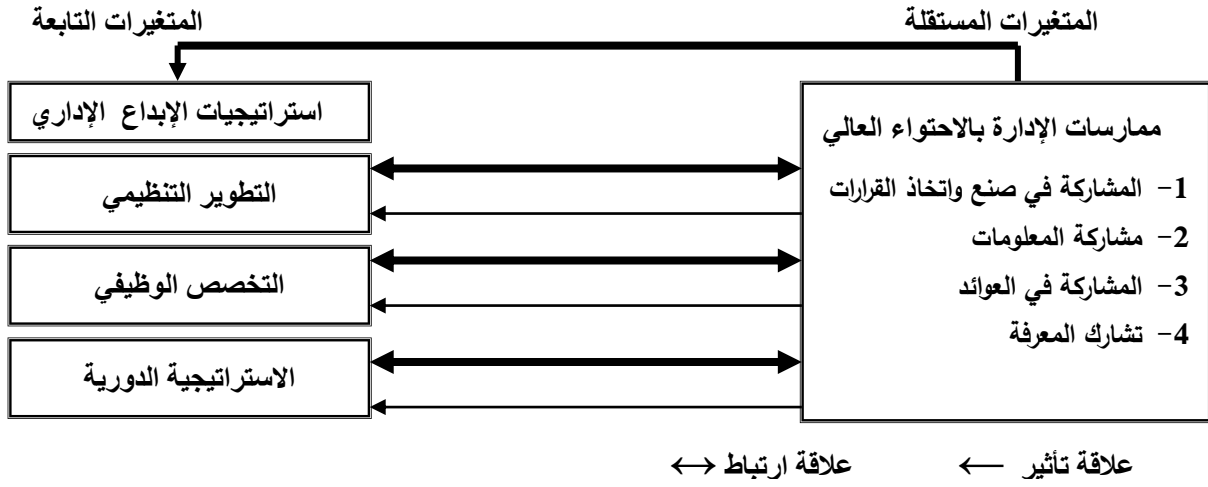 المتغيرات المستقلة
المتغيرات التابعة
ممارسات الإدارة بالاحتواء العالي
1- المشاركة في صنع واتخاذ القرارات
2- مشاركة المعلومات
3- المشاركة في العوائد
4- تشارك المعرفة
استراتيجيات الإبداع الإداري
التطوير التنظيمي
التخصص الوظيفي
الاستراتيجية الدورية
علاقة تأثير ← علاقة ارتباط ↔